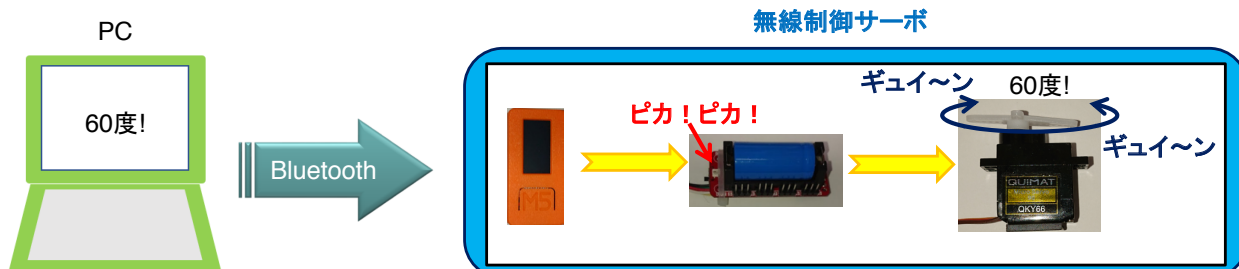 無線制御サーボ
PC
60度!
Bluetooth
M5
ピカ！ピカ！
ギュイ～ン
60度!
ギュイ～ン
QUIMAT
QKY66